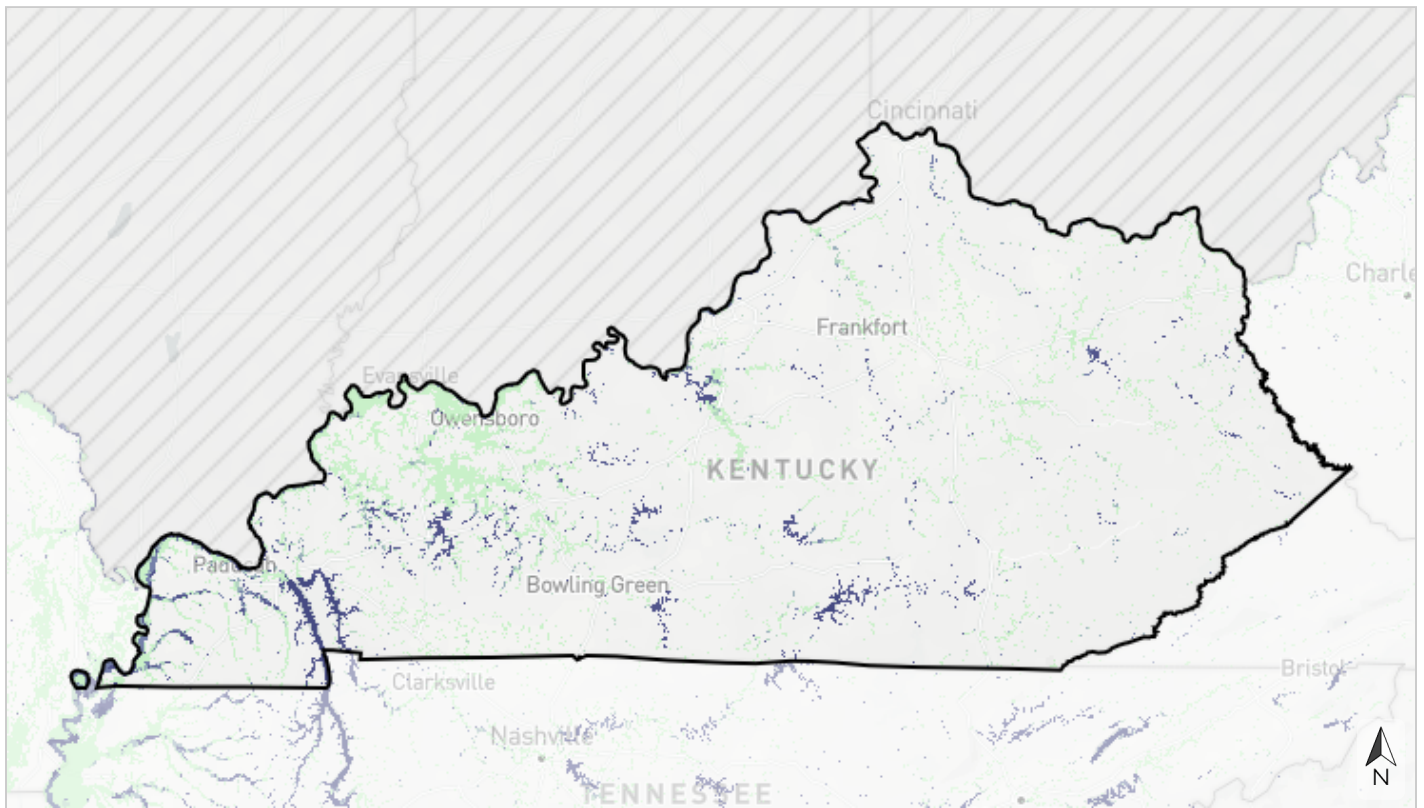 Cincinnati
Charle
Frankfort
Evansville
Owensboro
KENTUCKY
Paducah
Bowling Green
Bristol
Clarksville
Nashville
TENNESSEE
N